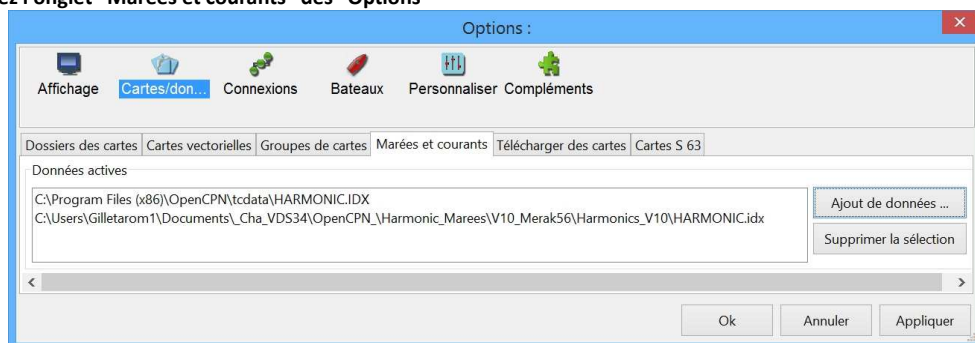 l'onglet "Marées et courants" des "Options"
Options :
Affichage Cartes/don... Connexions Bateaux Personnaliser Compléments
Dossiers des cartes Cartes vectorielles Groupes de cartes Marées et courants Télécharger des cartes Cartes S 63
Données actives
C:\Program Files (x86)\OpenCPN\tcdata\HARMONIC.IDX
C:\Users\Gilletarom1\Documents\_Cha_VDS34\OpenCPN_\Harmonic_Marees\V10_Merak56\Harmonics_V10\HARMONIC.idx
Ajout de données ...
Supprimer la sélection
Ok Annuler Appliquer